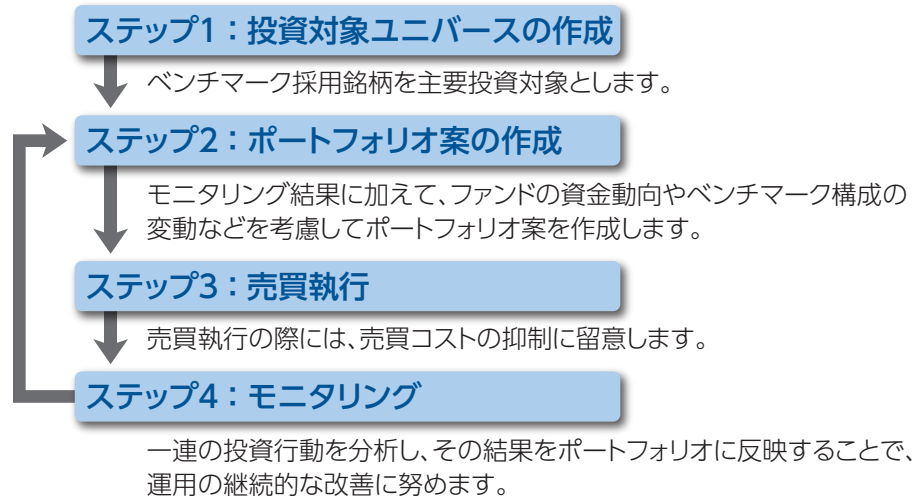 ステップ1：投資対象ユニバースの作成
ベンチマーク採用銘柄を主要投資対象とします。
ステップ2：ポートフォリオ案の作成
モニタリング結果に加えて、ファンドの資金動向やベンチマーク構成の
変動などを考慮してポートフォリオ案を作成します。
ステップ3：売買執行
売買執行の際には、売買コストの抑制に留意します。
ステップ4：モニタリング
一連の投資行動を分析し、その結果をポートフォリオに反映することで、
運用の継続的な改善に努めます。